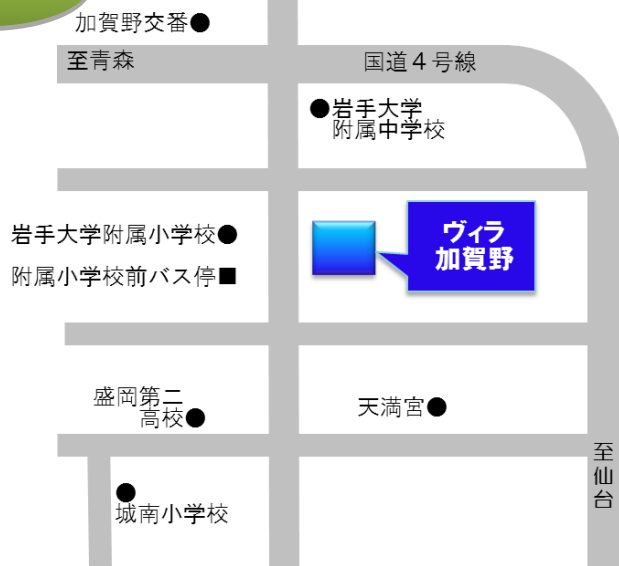 加賀野交番●
至青森
国道4号線
●岩手大学
附属中学校
岩手大学附属小学校●
附属小学校前バス停■
ヴィラ
加賀野
盛岡第二
高校●
天満宮●
至仙台
●
城南小学校